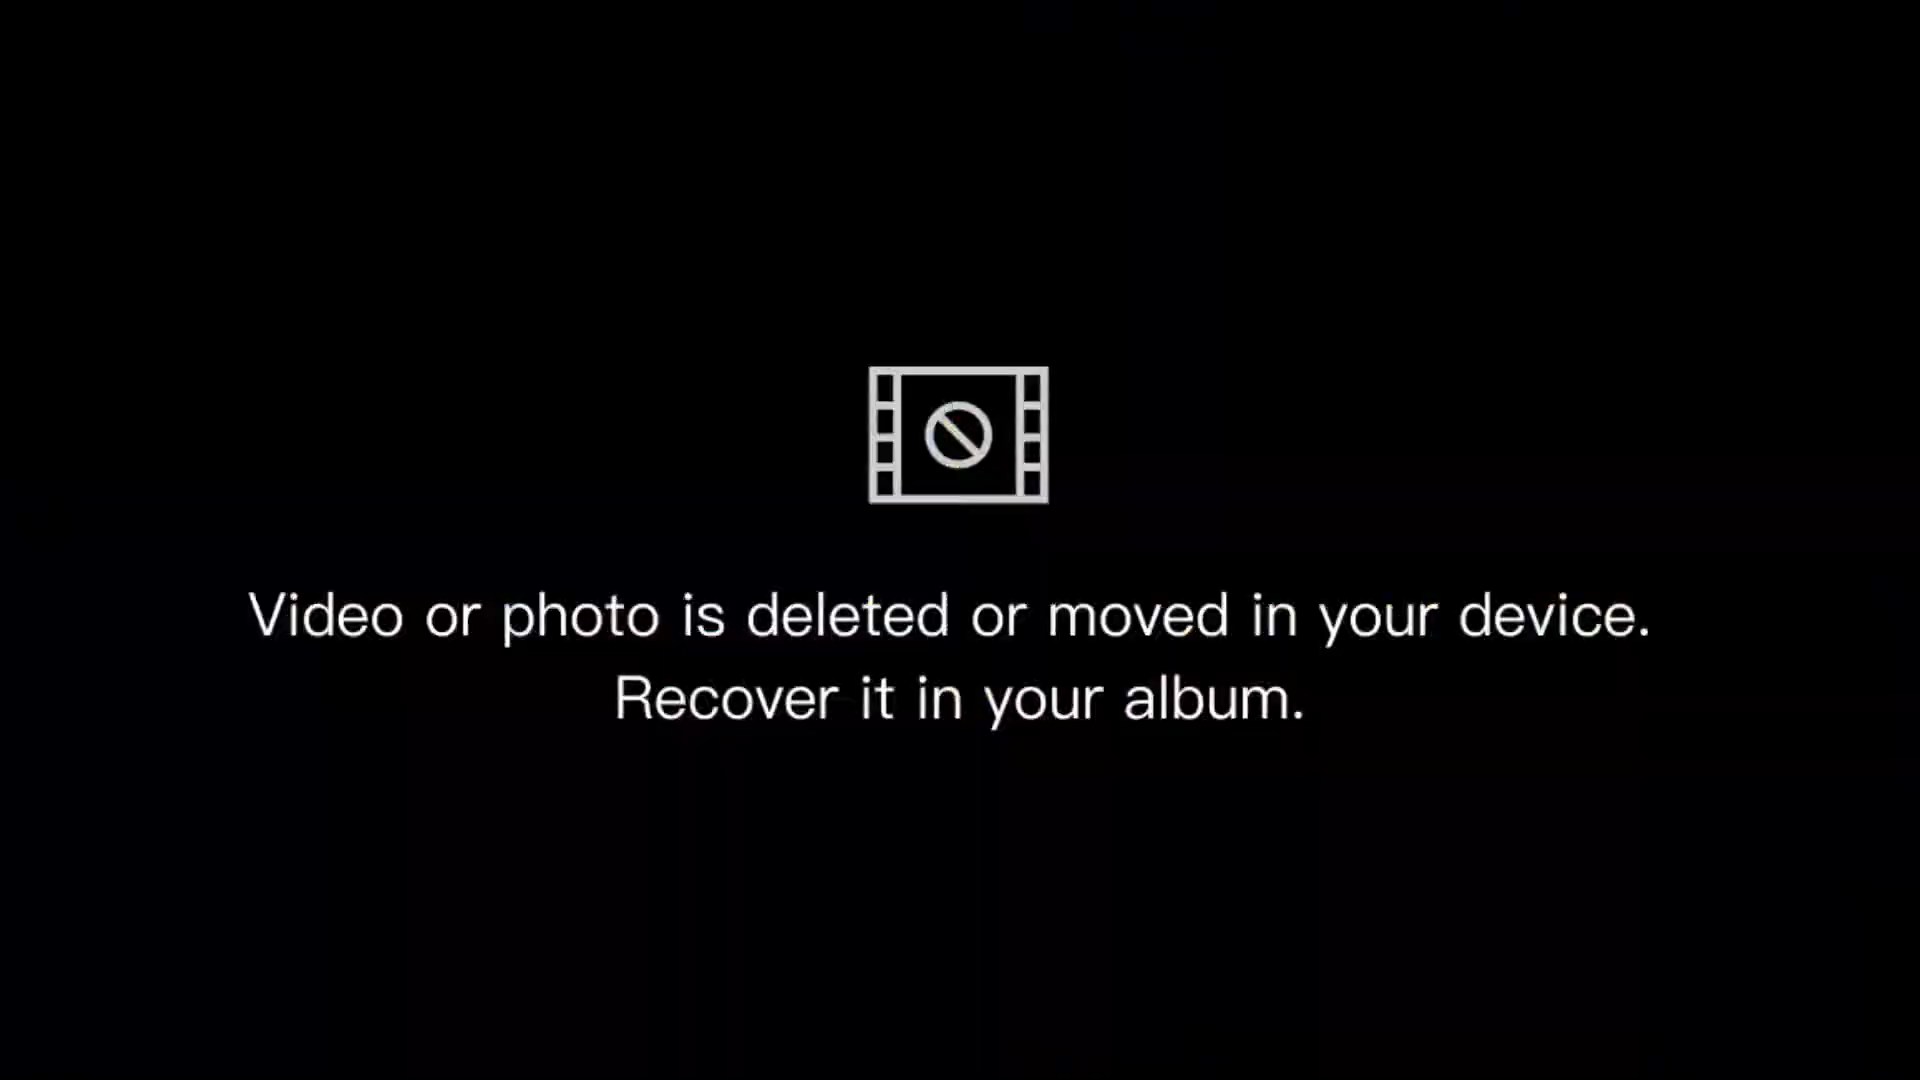 Video or photo is deleted or moved in your device.
Recover it in your album.